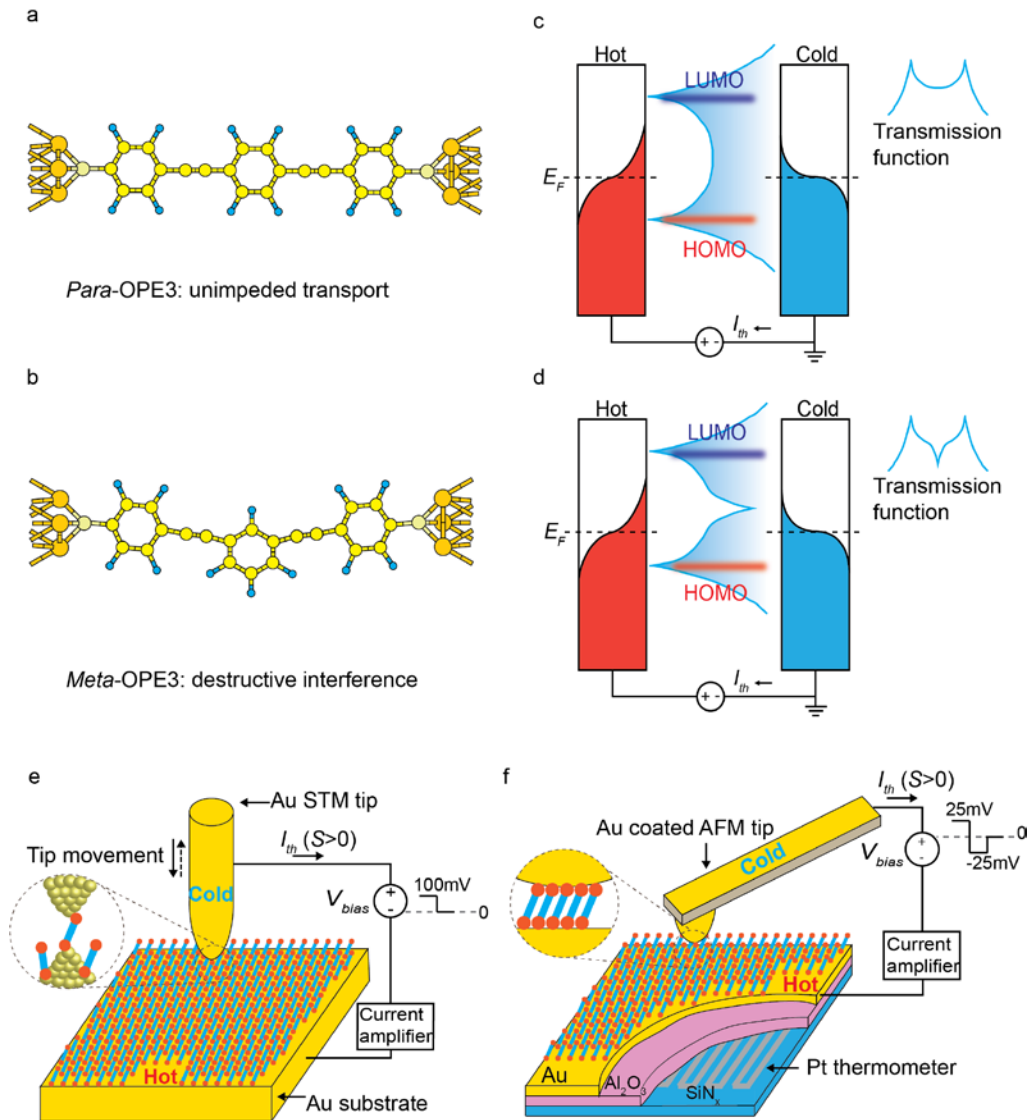 a
Para-OPE3: unimpeded transport
b
Meta-OPE3: destructive interference
c
Hot
Cold
LUMO
E_F
HOMO
I_th ←
+ -
Transmission
function
d
Hot
Cold
LUMO
E_F
HOMO
I_th ←
+ -
Transmission
function
e
Au STM tip
I_th (S>0)
Tip movement
Cold
V_bias
+
-
100mV
0
Current
amplifier
Hot
Au substrate
f
I_th (S>0)
Au coated AFM tip
Cold
25mV
0
V_bias
+
-
-25mV
Current
amplifier
Hot
Au
Al₂O₃
SiNₓ
Pt thermometer